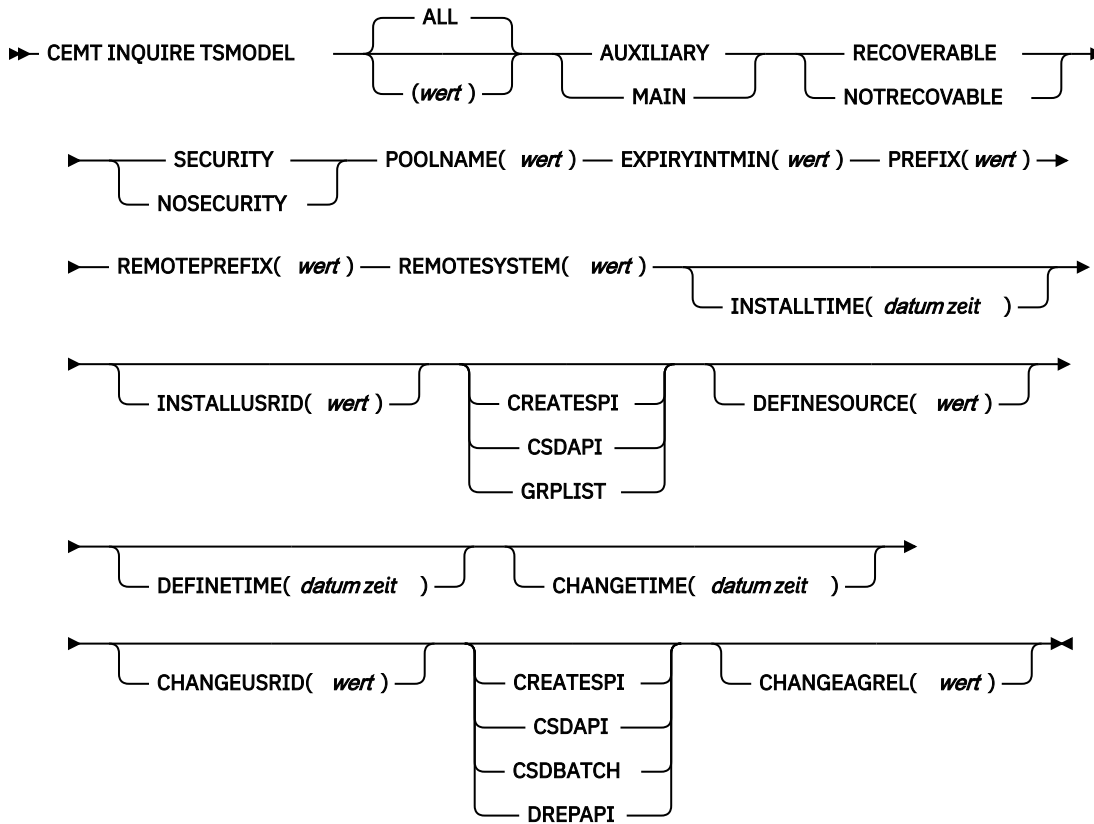 ALL
CEMT INQUIRE TSMODEL AUXILIARY RECOVERABLE
(wert) MAIN NOTRECOVABLE
SECURITY POOLNAME( wert) EXPIRYINTMIN( wert) PREFIX( wert)
NOSECURITY
REMOTEPREFIX( wert) REMOTESYSTEM( wert)
INSTALLTIME( datum zeit )
INSTALLUSRID( wert) CREATESPI DEFINESOURCE( wert)
CSDAPI
GRPLIST
DEFINETIME( datum zeit ) CHANGETIME( datum zeit )
CHANGEUSRID( wert) CREATESPI CHANGEAGREL( wert)
CSDAPI
CSDBATCH
DREPAPI